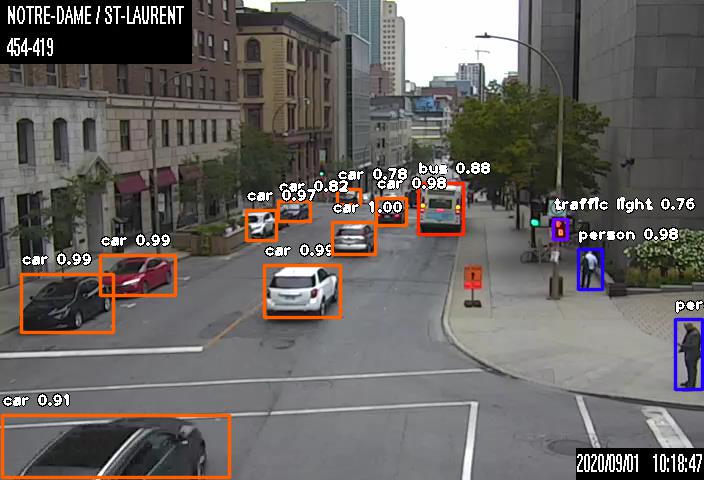 NOTRE-DAME / ST-LAURENT
454-419
bus 0.88
car 0.78
car 0.98
car 0.82
car 0.97
car 1.00
traffic light 0.76
person 0.98
car 0.99
car 0.99
car 0.99
per
car 0.91
2020/09/01 10:18:47